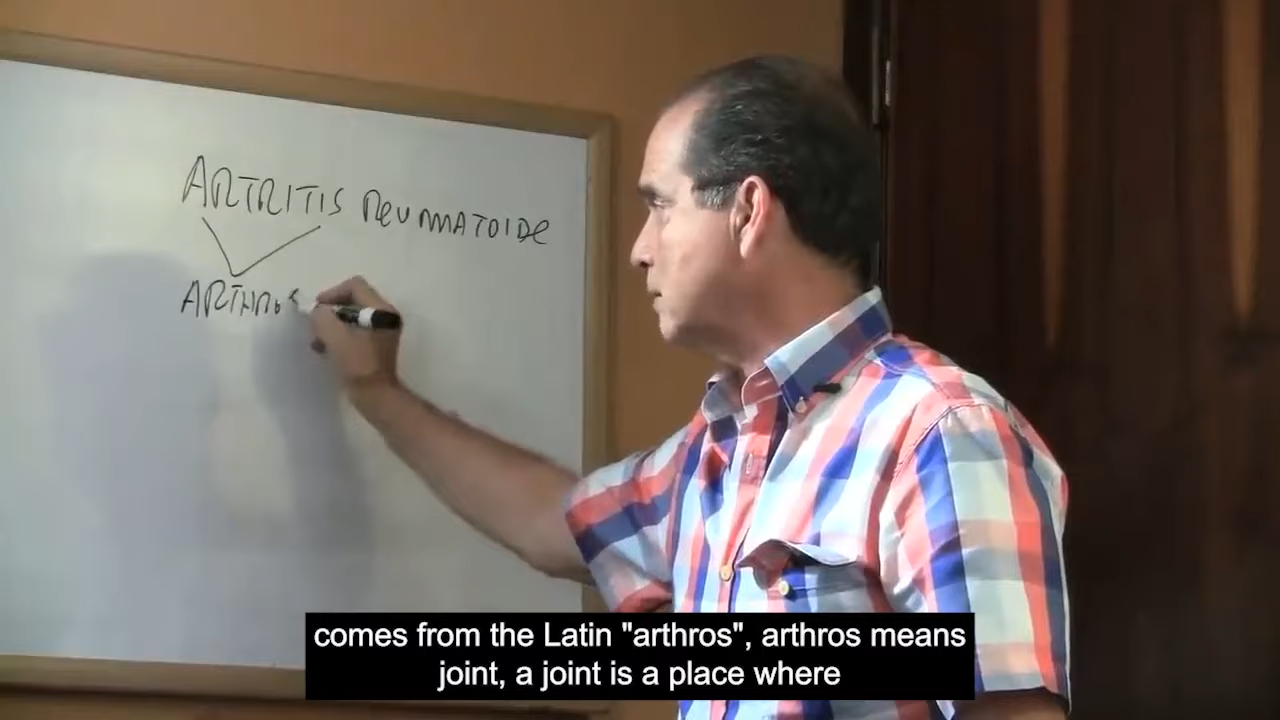 ARTRITIS REUMATOIDE
ARTHROS
comes from the Latin "arthros", arthros means
joint, a joint is a place where